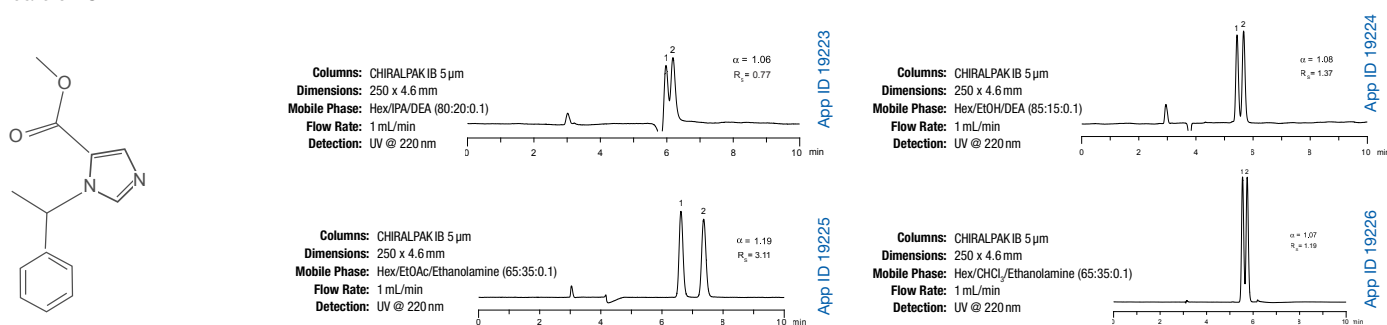 O
O
N
N
Columns: CHIRALPAK IB 5 µm
Dimensions: 250 x 4.6 mm
Mobile Phase: Hex/IPA/DEA (80:20:0.1)
Flow Rate: 1 mL/min
Detection: UV @ 220 nm
1 2
α = 1.06
Rs = 0.77
0 2 4 6 8 10 min
App ID 19223
Columns: CHIRALPAK IB 5 µm
Dimensions: 250 x 4.6 mm
Mobile Phase: Hex/EtOH/DEA (85:15:0.1)
Flow Rate: 1 mL/min
Detection: UV @ 220 nm
1 2
α = 1.08
Rs = 1.37
0 2 4 6 8 10 min
App ID 19224
Columns: CHIRALPAK IB 5 µm
Dimensions: 250 x 4.6 mm
Mobile Phase: Hex/EtOAc/Ethanolamine (65:35:0.1)
Flow Rate: 1 mL/min
Detection: UV @ 220 nm
1 2
α = 1.19
Rs = 3.11
0 2 4 6 8 10 min
App ID 19225
Columns: CHIRALPAK IB 5 µm
Dimensions: 250 x 4.6 mm
Mobile Phase: Hex/CHCl3/Ethanolamine (65:35:0.1)
Flow Rate: 1 mL/min
Detection: UV @ 220 nm
1 2
α = 1.07
Rs = 1.19
0 2 4 6 8 10 min
App ID 19226